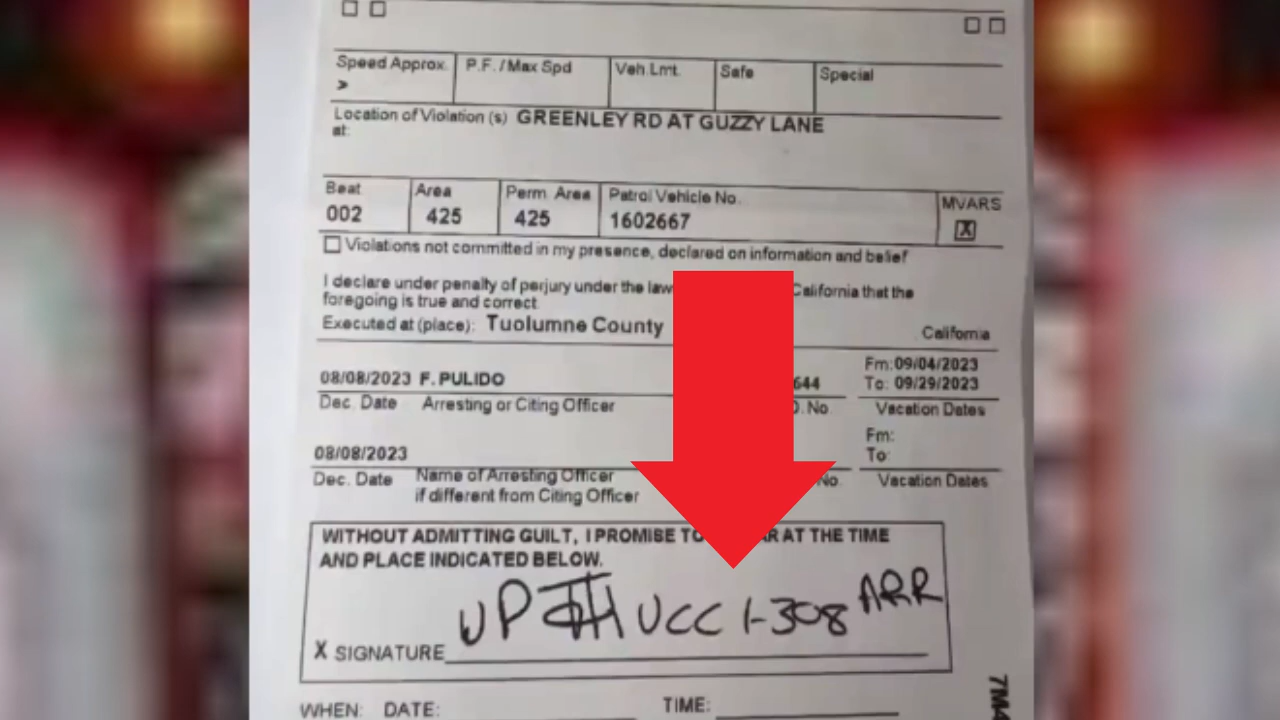 Speed Approx. P.F. / Max Spd Veh.Lmt. Safe Special
>
Location of Violation (s) GREENLEY RD AT GUZZY LANE
at:
Beat Area Perm. Area Patrol Vehicle No. MVARS
002 425 425 1602667 X
Violations not committed in my presence, declared on information and belief
I declare under penalty of perjury under the law California that the
foregoing is true and correct
Executed at (place): Tuolumne County California
08/08/2023 F. PULIDO 644 Fm:09/04/2023
To: 09/29/2023
Dec. Date Arresting or Citing Officer No Vacation Dates
Fm:
08/08/2023 To:
Dec. Date Name of Arresting Officer No. Vacation Dates
if different from Citing Officer
WITHOUT ADMITTING GUILT, I PROMISE TO AR AT THE TIME
AND PLACE INDICATED BELOW.
UP UCC 1-308 ARR
X SIGNATURE
WHEN: DATE: TIME: